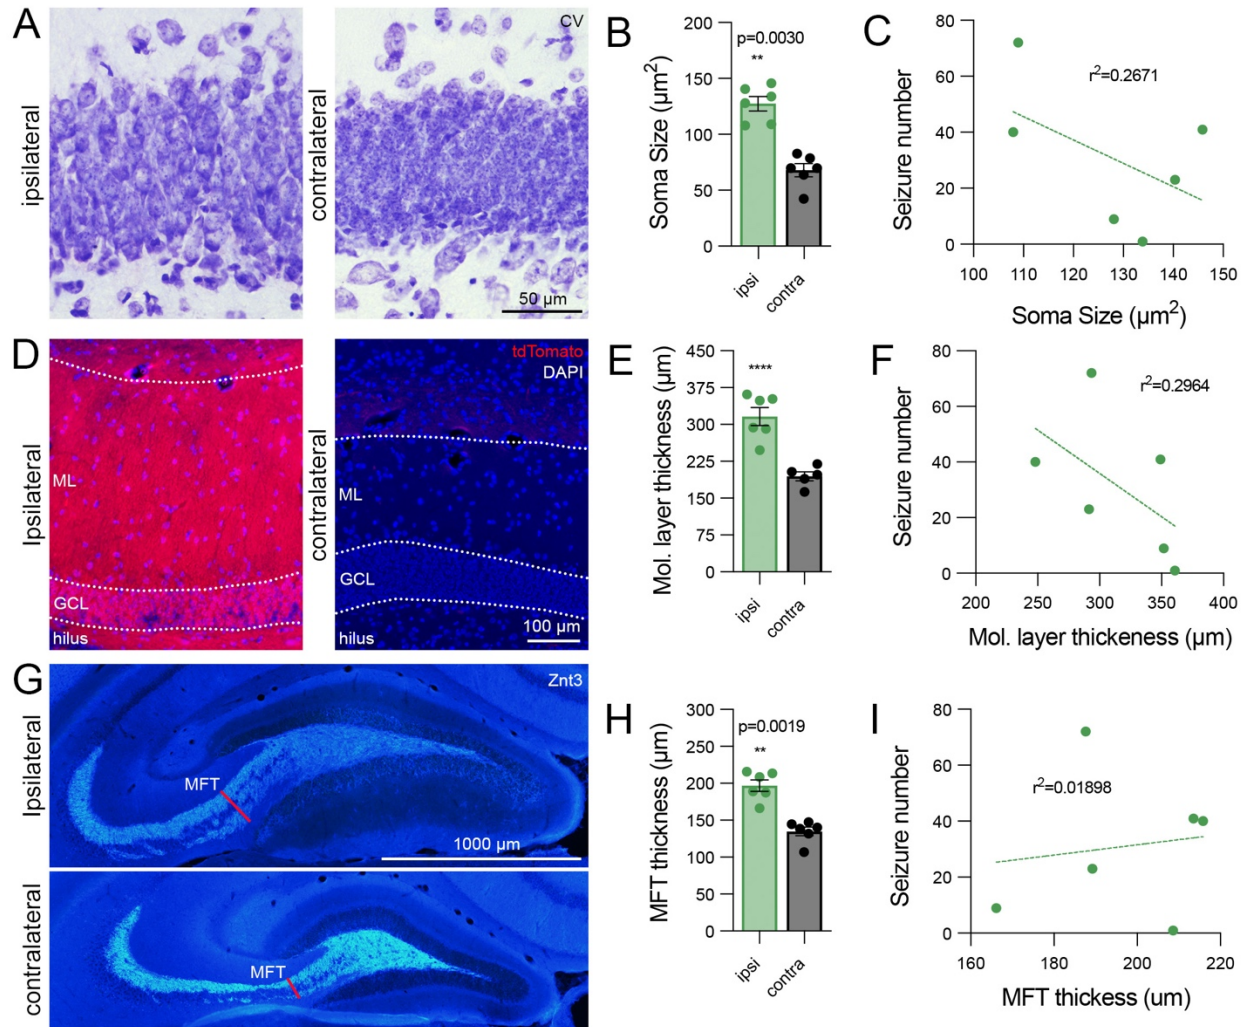 A
ipsilateral
contralateral
CV
50 µm
B
Soma Size (µm²)
200
150
100
50
0
p=0.0030
**
ipsi
contra
C
Seizure number
80
60
40
20
0
r²=0.2671
100 110 120 130 140 150
Soma Size (µm²)
D
Ipsilateral
ML
GCL
hilus
contralateral
tdTomato
DAPI
ML
GCL
hilus
100 µm
E
Mol. layer thickness (µm)
450
375
300
225
150
75
0
****
ipsi
contra
F
Seizure number
80
60
40
20
0
r²=0.2964
200 300 400
Mol. layer thickeness (µm)
G
Ipsilateral
Znt3
MFT
1000 µm
contralateral
MFT
H
MFT thickness (µm)
300
250
200
150
100
50
0
p=0.0019
**
ipsi
contra
I
Seizure number
80
60
40
20
0
r²=0.01898
160 180 200 220
MFT thickess (um)